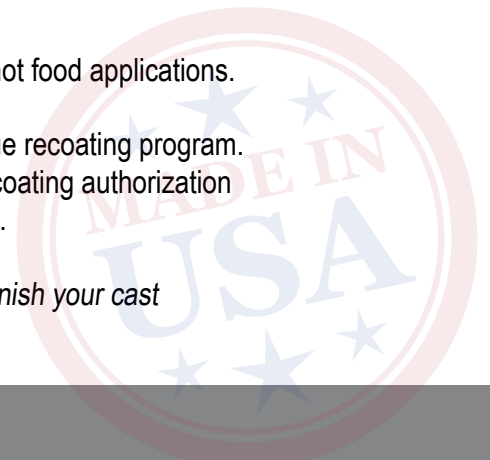 ot food applications.
e recoating program.
coating authorization
.
nish your cast
MADE IN
USA